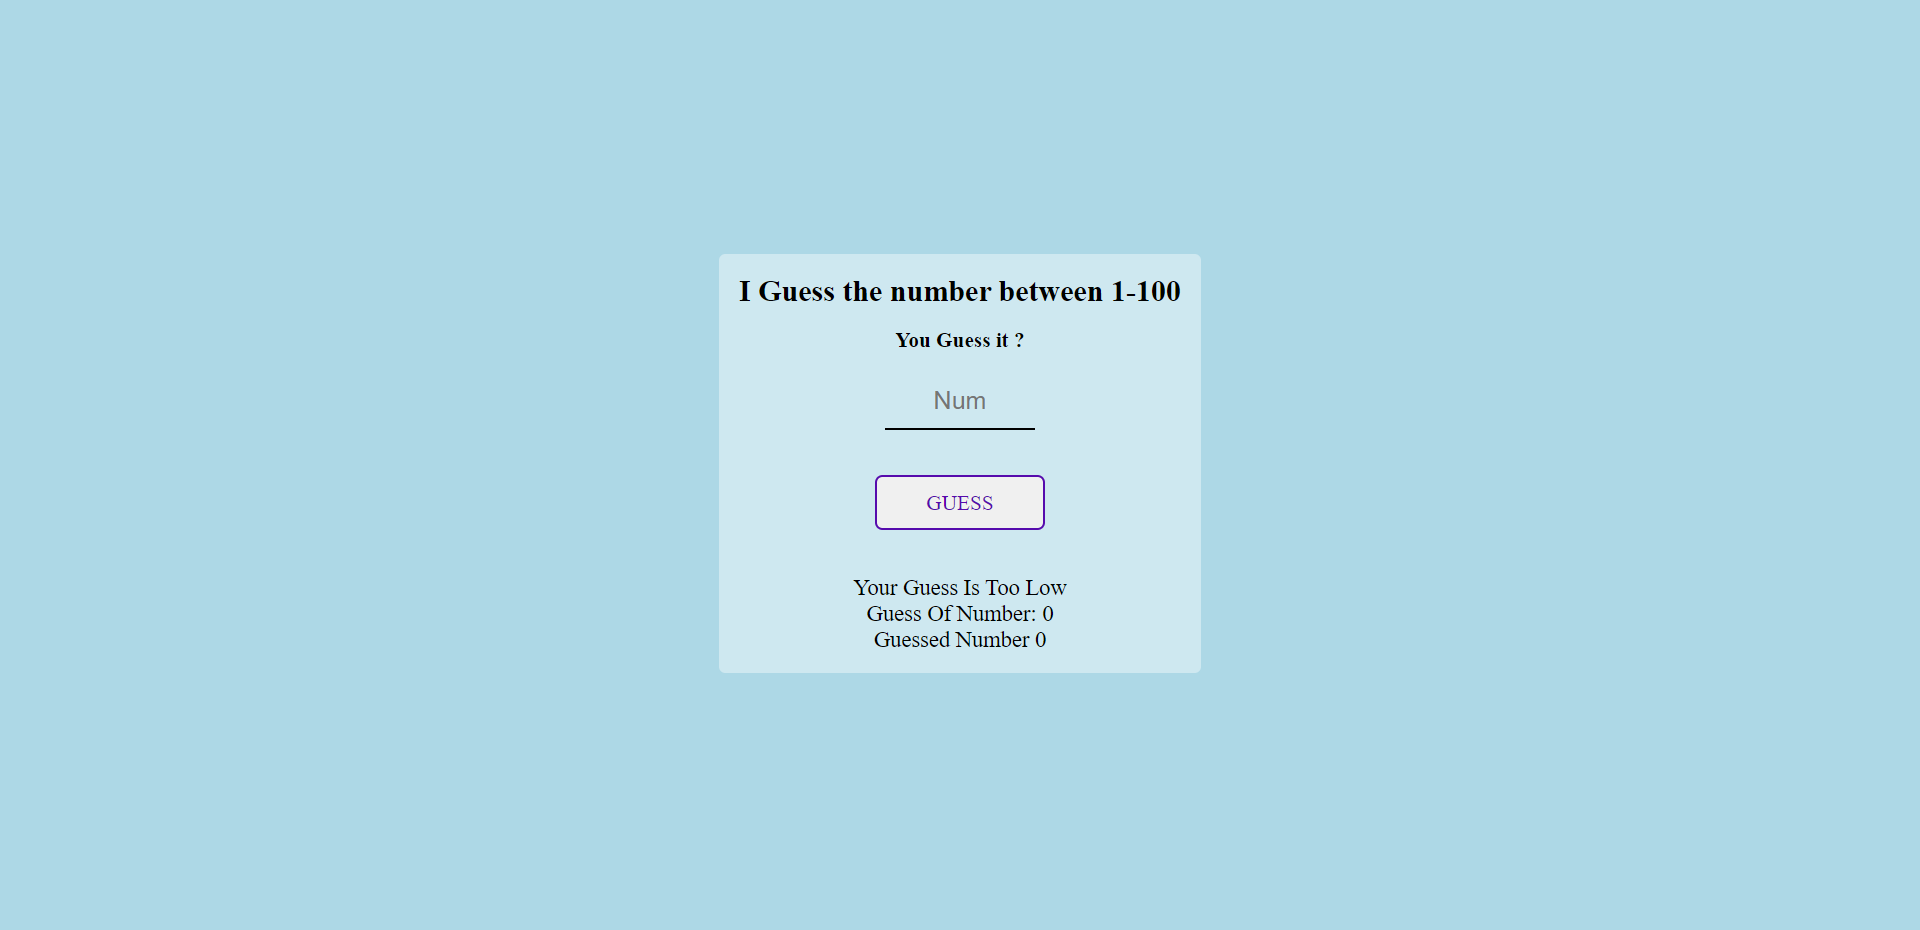 I Guess the number between 1-100
You Guess it ?
Num
GUESS
Your Guess Is Too Low
Guess Of Number: 0
Guessed Number 0